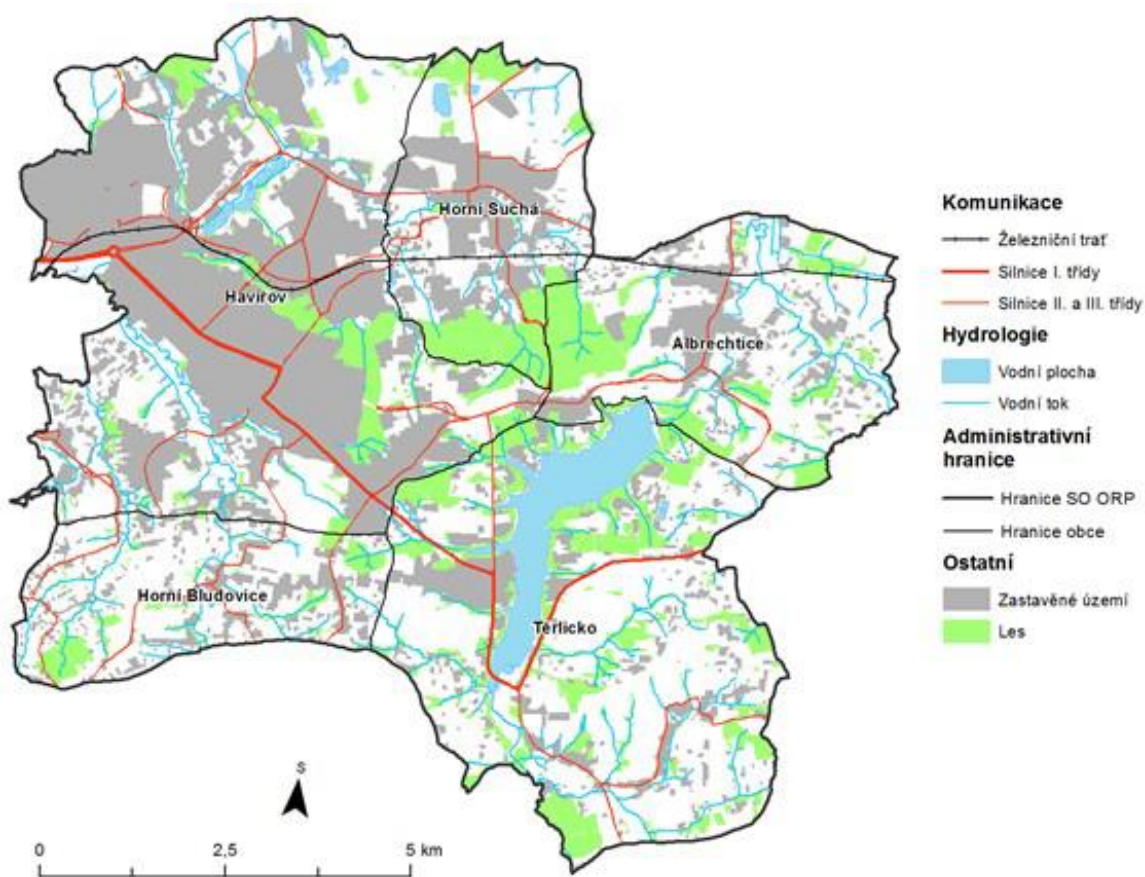 Horní Suchá
Havířov
Albrechtice
Horní Bludovice
Těrlicko
Komunikace
Železniční trať
Silnice I. třídy
Silnice II. a III. třídy
Hydrologie
Vodní plocha
Vodní tok
Administrativní
hranice
Hranice SO ORP
Hranice obce
Ostatní
Zastavěné území
Les
S
0 2,5 5 km